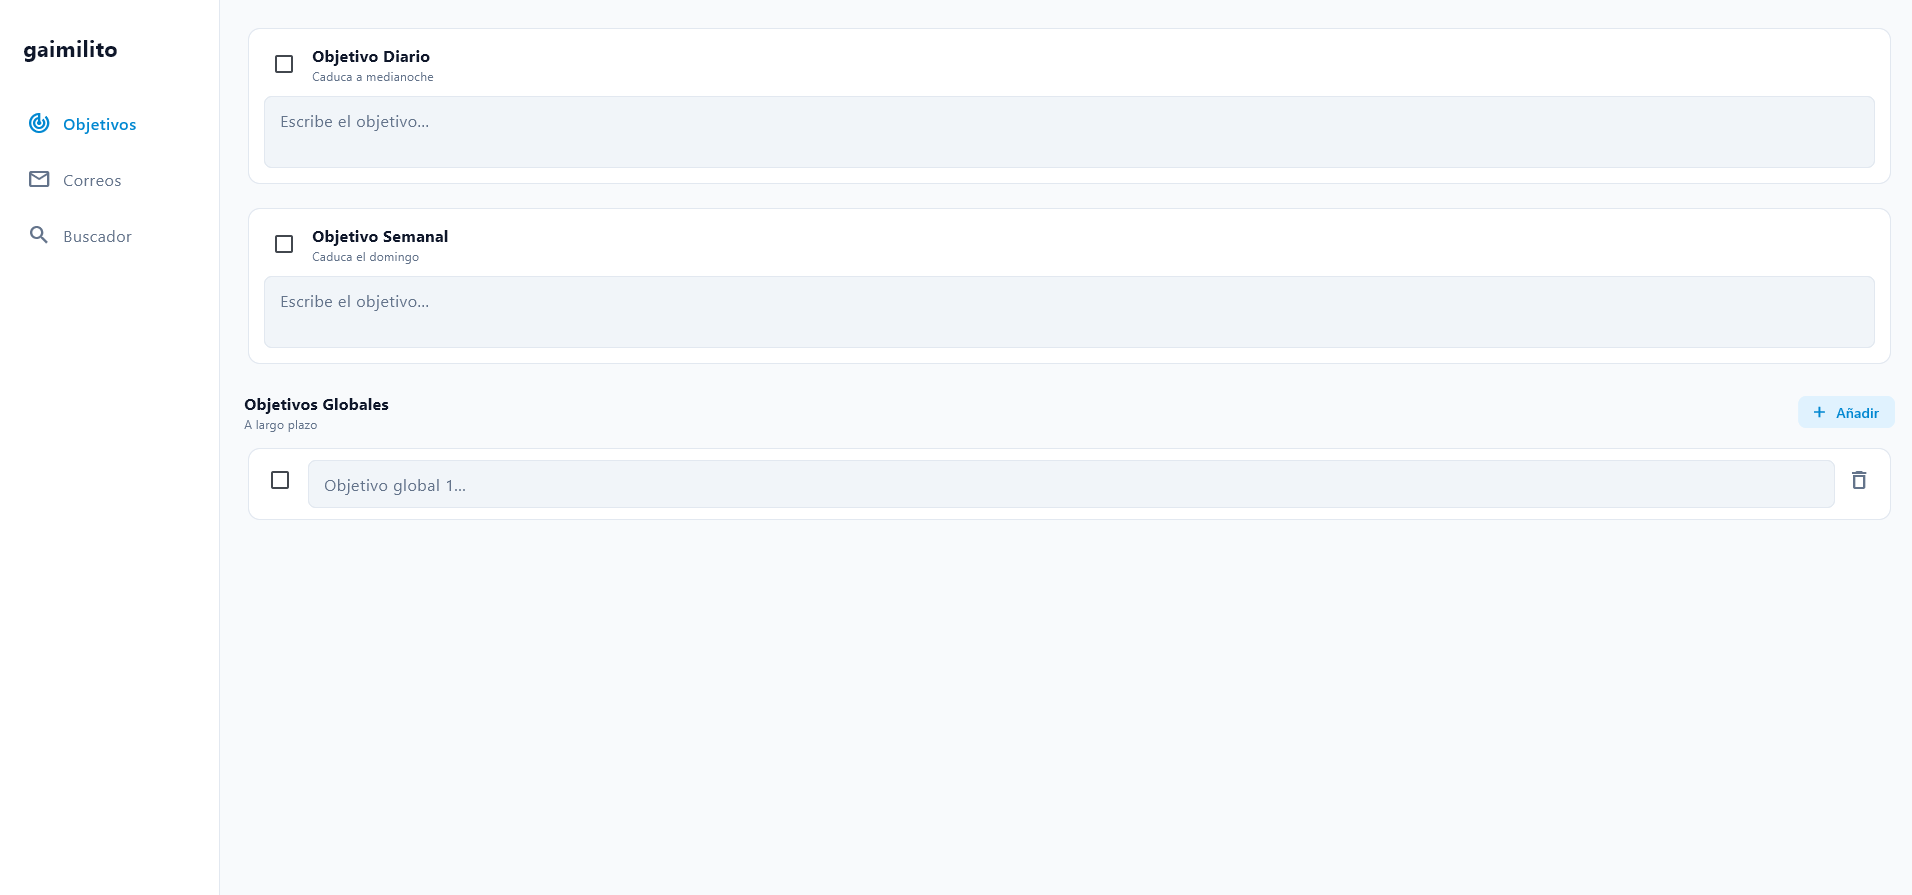 gaimilito
Objetivos
Correos
Buscador
Objetivo Diario
Caduca a medianoche
Escribe el objetivo...
Objetivo Semanal
Caduca el domingo
Escribe el objetivo...
Objetivos Globales
A largo plazo
+ Añadir
Objetivo global 1...